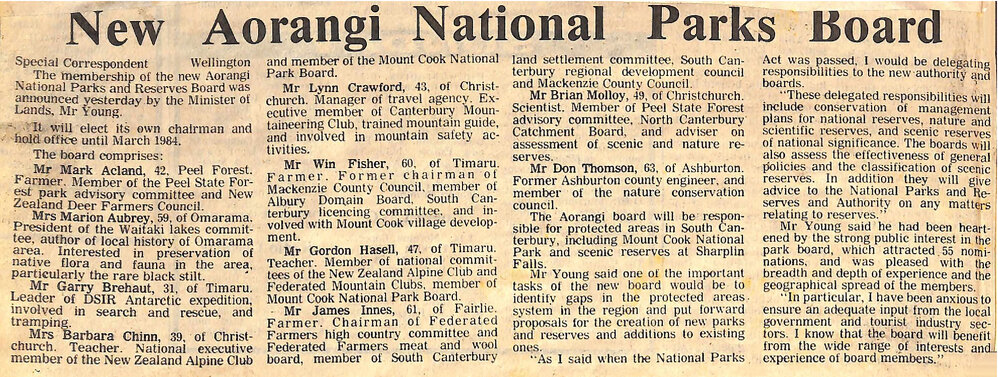 New Aorangi National Parks Board
Special Correspondent Wellington
The membership of the new Aorangi
National Parks and Reserves Board was
announced yesterday by the Minister of
Lands, Mr Young.
It will elect its own chairman and
hold office until March 1984.
The board comprises:
Mr Mark Acland, 42, Peel Forest.
Farmer. Member of the Peel State For-
est park advisory committee and New
Zealand Deer Farmers Council.
Mrs Marion Aubrey, 59, of Omarama.
President of the Waitaki lakes commit-
tee, author of local history of Omarama
area. Interested in preservation of
native flora and fauna in the area,
particularly the rare black stilt.
Mr Garry Brehaut, 31, of Timaru.
Leader of DSIR Antarctic expedition,
involved in search and rescue, and
tramping.
Mrs Barbara Chinn, 39, of Christ-
church. Teacher. National executive
member of the New Zealand Alpine Club
and member of the Mount Cook National
Park Board.
Mr Lynn Crawford, 43, of Christ-
church. Manager of travel agency. Ex-
ecutive member of Canterbury Moun-
taineering Club, trained mountain guide,
and involved in mountain safety ac-
tivities.
Mr Win Fisher, 60, of Timaru.
Farmer. Former chairman of
Mackenzie County Council, member of
Albury Domain Board, South Can-
terbury licencing committee, and in-
volved with Mount Cook village develop-
ment.
Mr Gordon Hasell, 47, of Timaru.
Teacher. Member of national commit-
tees of the New Zealand Alpine Club and
Federated Mountain Clubs, member of
Mount Cook National Park Board.
Mr James Innes, 61, of Fairlie.
Farmer. Chairman of Federated
Farmers high country committee and
Federated Farmers meat and wool
board, member of South Canterbury
land settlement committee, South Can-
terbury regional development council
and Mackenzie County Council.
Mr Brian Molloy, 49, of Christchurch.
Scientist. Member of Peel State Forest
advisory committee, North Canterbury
Catchment Board, and adviser on
assessment of scenic and nature re-
serves.
Mr Don Thomson, 63, of Ashburton.
Former Ashburton county engineer, and
member of the nature conservation
council.
The Aorangi board will be respon-
sible for protected areas in South Can-
terbury, including Mount Cook National
Park and scenic reserves at Sharplin
Falls.
Mr Young said one of the important
tasks of the new board would be to
identify gaps in the protected areas
system in the region and put forward
proposals for the creation of new parks
and reserves and additions to existing
ones.
"As I said when the National Parks
Act was passed, I would be delegating
responsibilities to the new authority and
boards.
"These delegated responsibilities will
include conservation of management
plans for national reserves, nature and
scientific reserves, and scenic reserves
of national significance. The boards will
also assess the effectiveness of general
policies and the classification of scenic
reserves. In addition they will give
advice to the National Parks and Re-
serves and Authority on any matters
relating to reserves."
Mr Young said he had been heart-
ened by the strong public interest in the
park board, which attracted 55 nomi-
nations, and was pleased with the
breadth and depth of experience and the
geographical spread of the members.
"In particular, I have been anxious to
ensure an adequate input from the local
government and tourist industry sec-
tors. I know that the board will benefit
from the wide range of interests and
experience of board members."